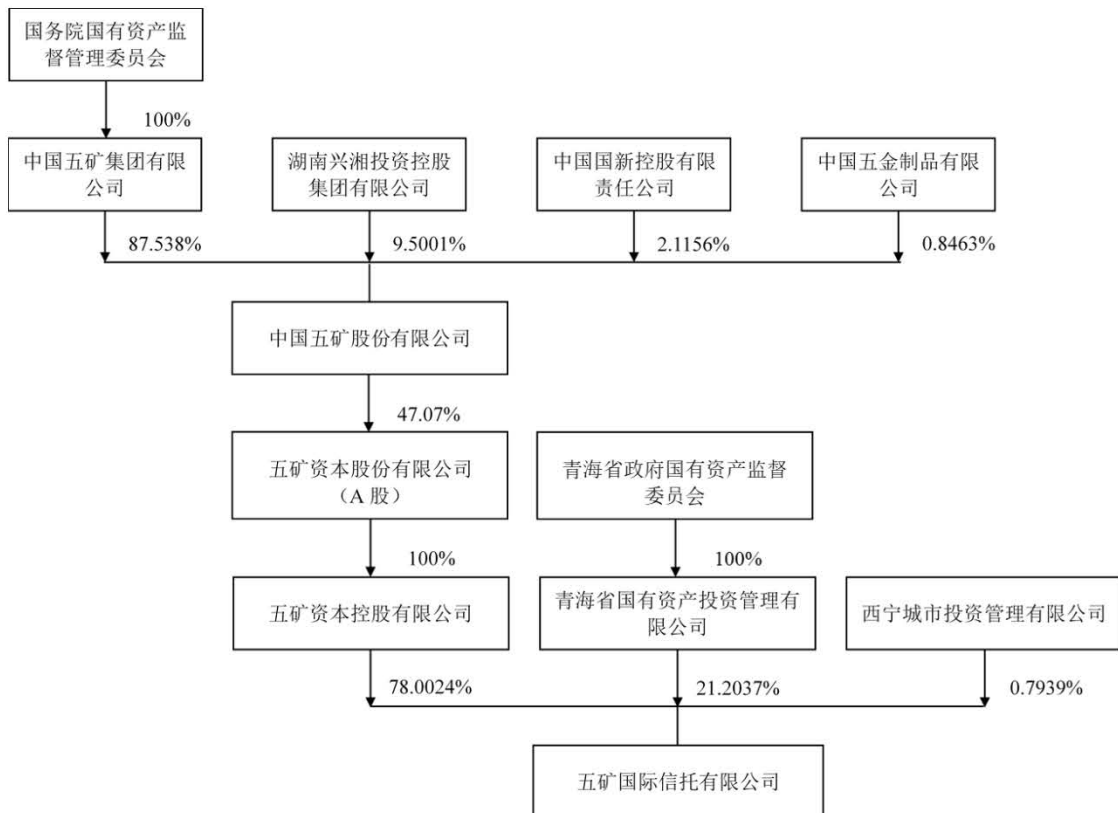 国务院国有资产监
督管理委员会
100%
中国五矿集团有限
公司
湖南兴湘投资控股
集团有限公司
中国国新控股有限
责任公司
中国五金制品有限
公司
87.538%
9.5001%
2.1156%
0.8463%
中国五矿股份有限公司
47.07%
五矿资本股份有限公司
（A 股）
青海省政府国有资产监督
委员会
100%
100%
五矿资本控股有限公司
青海省国有资产投资管理有
限公司
西宁城市投资管理有限公司
78.0024%
21.2037%
0.7939%
五矿国际信托有限公司